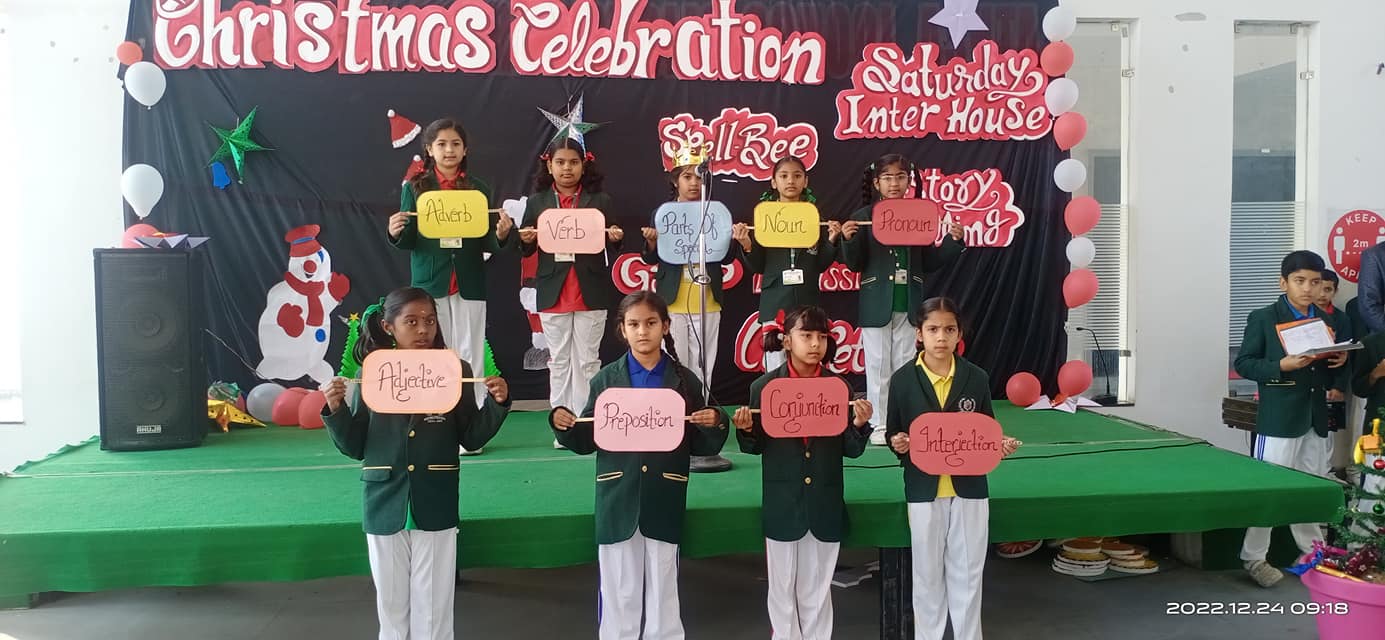 Christmas Celebration
Saturday
Inter House
Spell-Bee
Story
Adverb
Verb
Parts Of
Speech
Noun
Pronoun
Adjective
Preposition
Conjunction
Interjection
KEEP
2m
AHUJA
2022.12.24 09:18